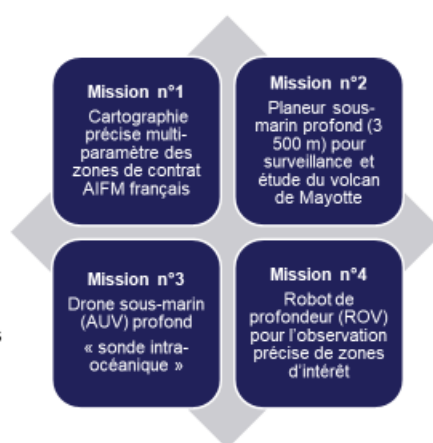 Mission n°1
Cartographie
précise multi-
paramètre des
zones de contrat
AIFM français
Mission n°2
Planeur sous-
marin profond (3
500 m) pour
surveillance et
étude du volcan
de Mayotte
s
Mission n°3
Drone sous-marin
(AUV) profond
« sonde intra-
océanique »
Mission n°4
Robot de
profondeur (ROV)
pour l'observation
précise de zones
d'intérêt